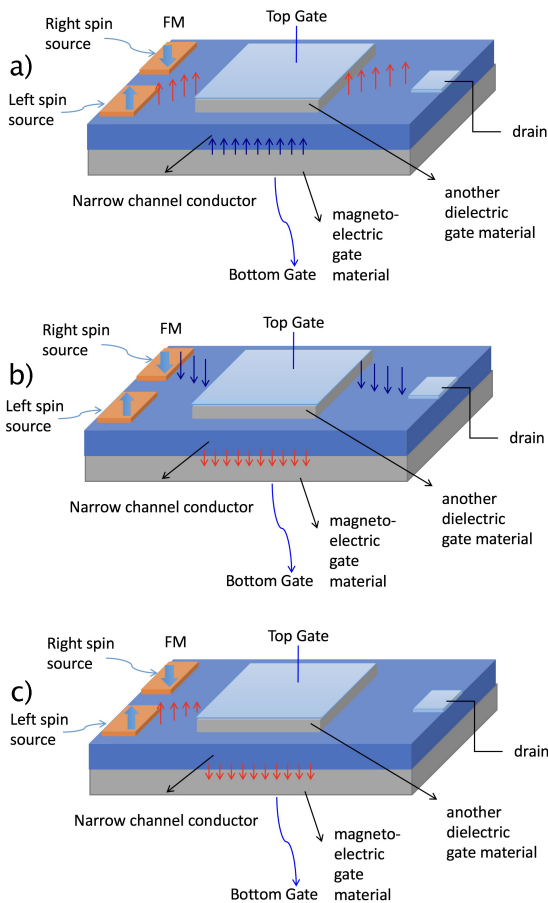 Right spin
source
FM
Top Gate
a)
Left spin
source
drain
Narrow channel conductor
magneto-
electric
gate
material
another
dielectric
gate material
Bottom Gate
Right spin
source
FM
Top Gate
b)
Left spin
source
drain
Narrow channel conductor
magneto-
electric
gate
material
another
dielectric
gate material
Bottom Gate
Right spin
source
FM
Top Gate
c)
Left spin
source
drain
Narrow channel conductor
magneto-
electric
gate
material
another
dielectric
gate material
Bottom Gate